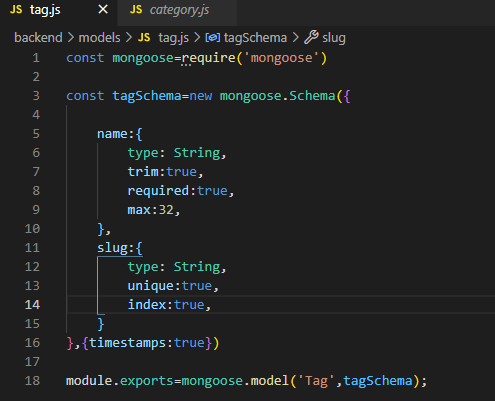 JS tag.js X JS category.js
backend > models > JS tag.js > tagSchema > slug
1 const mongoose=require('mongoose')
2
3 const tagSchema=new mongoose.Schema({
4
5 name:{
6 type: String,
7 trim:true,
8 required:true,
9 max:32,
10 },
11 slug:{
12 type: String,
13 unique:true,
14 index:true,
15 }
16 },{timestamps:true})
17
18 module.exports=mongoose.model('Tag',tagSchema);